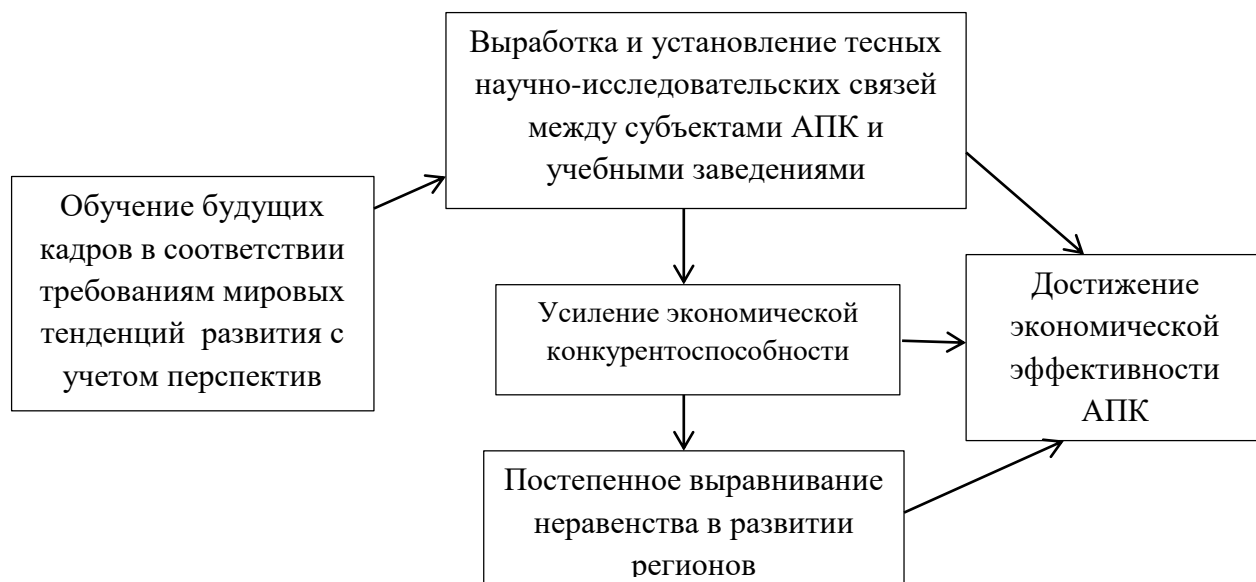 Выработка и установление тесных
научно-исследовательских связей
между субъектами АПК и
учебными заведениями
Обучение будущих
кадров в соответствии
требованиям мировых
тенденций развития с
учетом перспектив
Усиление экономической
конкурентоспособности
Достижение
экономической
эффективности
АПК
Постепенное выравнивание
неравенства в развитии
регионов